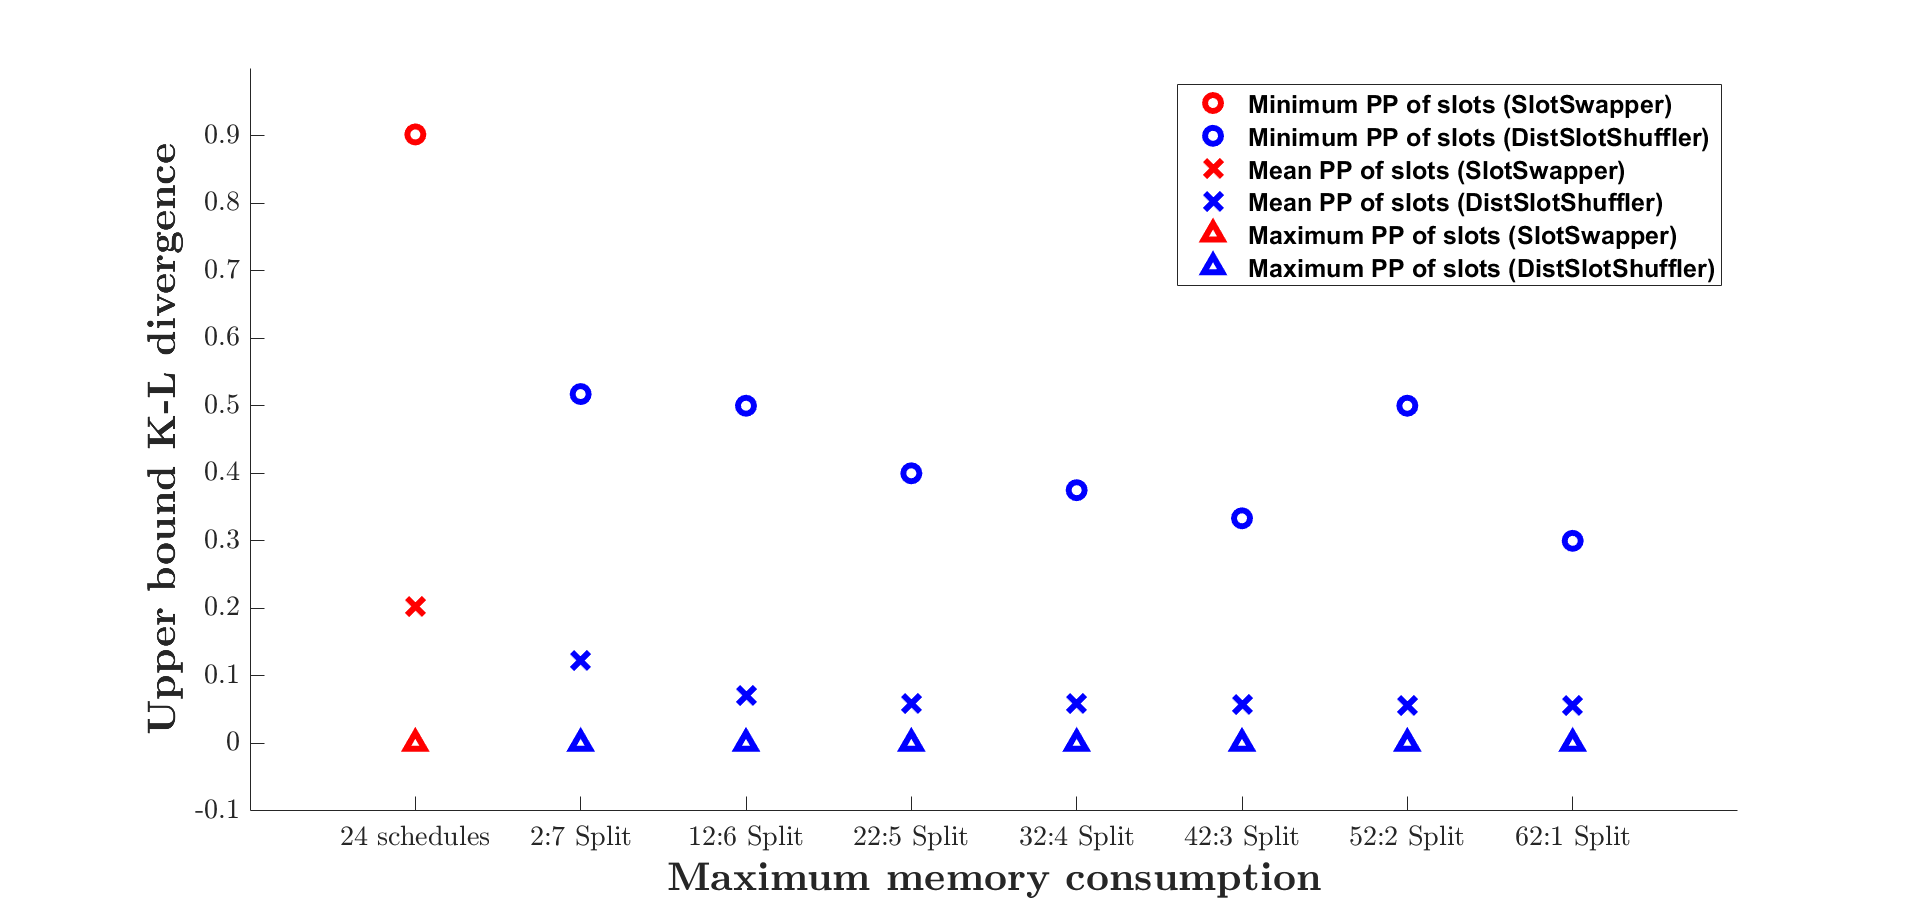 Minimum PP of slots (SlotSwapper)
Minimum PP of slots (DistSlotShuffler)
Mean PP of slots (SlotSwapper)
Mean PP of slots (DistSlotShuffler)
Maximum PP of slots (SlotSwapper)
Maximum PP of slots (DistSlotShuffler)
Upper bound K-L divergence
0.9
0.8
0.7
0.6
0.5
0.4
0.3
0.2
0.1
0
-0.1
24 schedules 2:7 Split 12:6 Split 22:5 Split 32:4 Split 42:3 Split 52:2 Split 62:1 Split
Maximum memory consumption